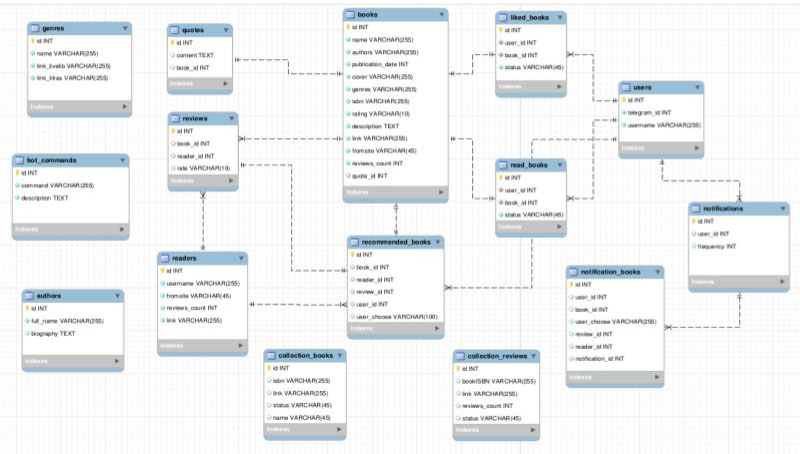 genres
id INT
name VARCHAR(255)
link_livelib VARCHAR(255)
link_litres VARCHAR(255)
Indexes
quotes
id INT
content TEXT
book_id INT
Indexes
books
id INT
name VARCHAR(255)
authors VARCHAR(255)
publication_date INT
cover VARCHAR(255)
genres VARCHAR(255)
isbn VARCHAR(255)
rating VARCHAR(10)
description TEXT
link VARCHAR(255)
fromsite VARCHAR(45)
reviews_count INT
quote_id INT
Indexes
liked_books
id INT
user_id INT
book_id INT
status VARCHAR(45)
Indexes
users
id INT
telegram_id INT
username VARCHAR(255)
Indexes
reviews
id INT
book_id INT
reader_id INT
rate VARCHAR(10)
Indexes
bot_commands
id INT
command VARCHAR(255)
description TEXT
Indexes
read_books
id INT
user_id INT
book_id INT
status VARCHAR(45)
Indexes
notifications
id INT
user_id INT
frequency INT
Indexes
readers
id INT
username VARCHAR(255)
fromsite VARCHAR(45)
reviews_count INT
link VARCHAR(255)
Indexes
recommended_books
id INT
book_id INT
reader_id INT
review_id INT
user_id INT
user_choose VARCHAR(100)
Indexes
notification_books
id INT
user_id INT
book_id INT
user_choose VARCHAR(255)
review_id INT
reader_id INT
notification_id INT
Indexes
authors
id INT
full_name VARCHAR(255)
biography TEXT
Indexes
collection_books
id INT
isbn VARCHAR(255)
link VARCHAR(255)
status VARCHAR(45)
name VARCHAR(45)
Indexes
collection_reviews
id INT
bookISBN VARCHAR(255)
link VARCHAR(255)
reviews_count INT
status VARCHAR(45)
Indexes